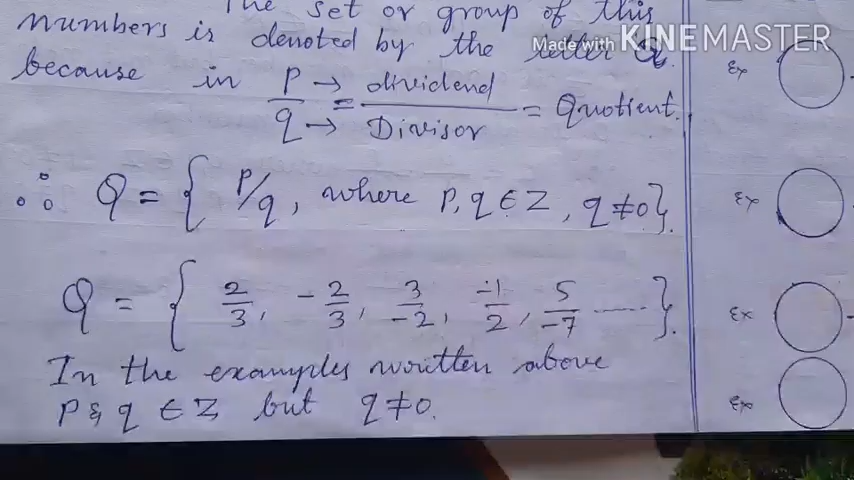 The set or group of this
numbers is denoted by the letter Q.
Made with KINEMASTER
because in P → dividend
q → Divisor = Quotient.
∴ Q = { P/q, where P, q ∈ Z, q ≠ 0}.
Q = { 2/3, -2/3, 3/-2, -1/2, 5/-7 ...... }.
In the examples written above
P & q ∈ Z but q ≠ 0.
Ex
Ex
Ex
Ex